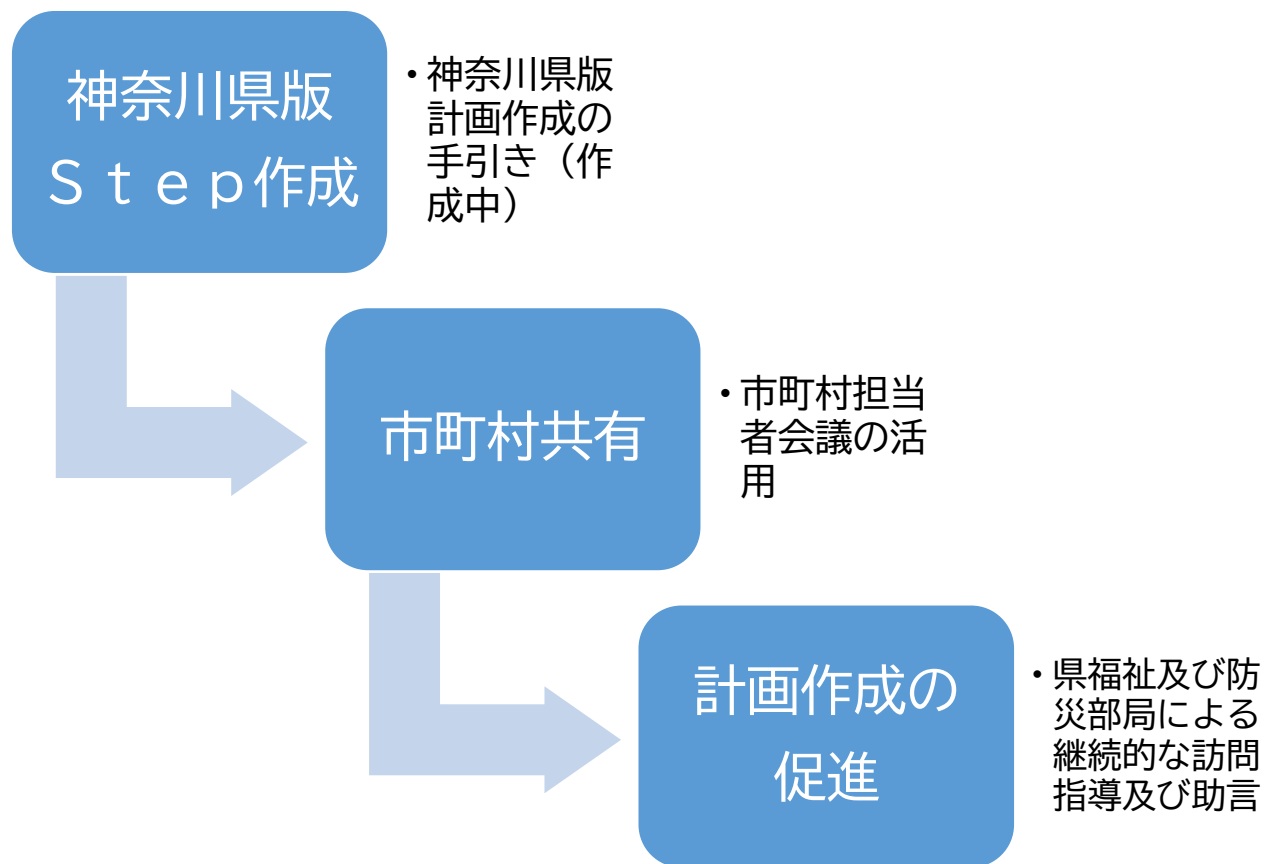 神奈川県版
Ｓｔｅｐ作成
・神奈川県版
計画作成の
手引き（作
成中）
市町村共有
・市町村担当
者会議の活
用
計画作成の
促進
・県福祉及び防
災部局による
継続的な訪問
指導及び助言